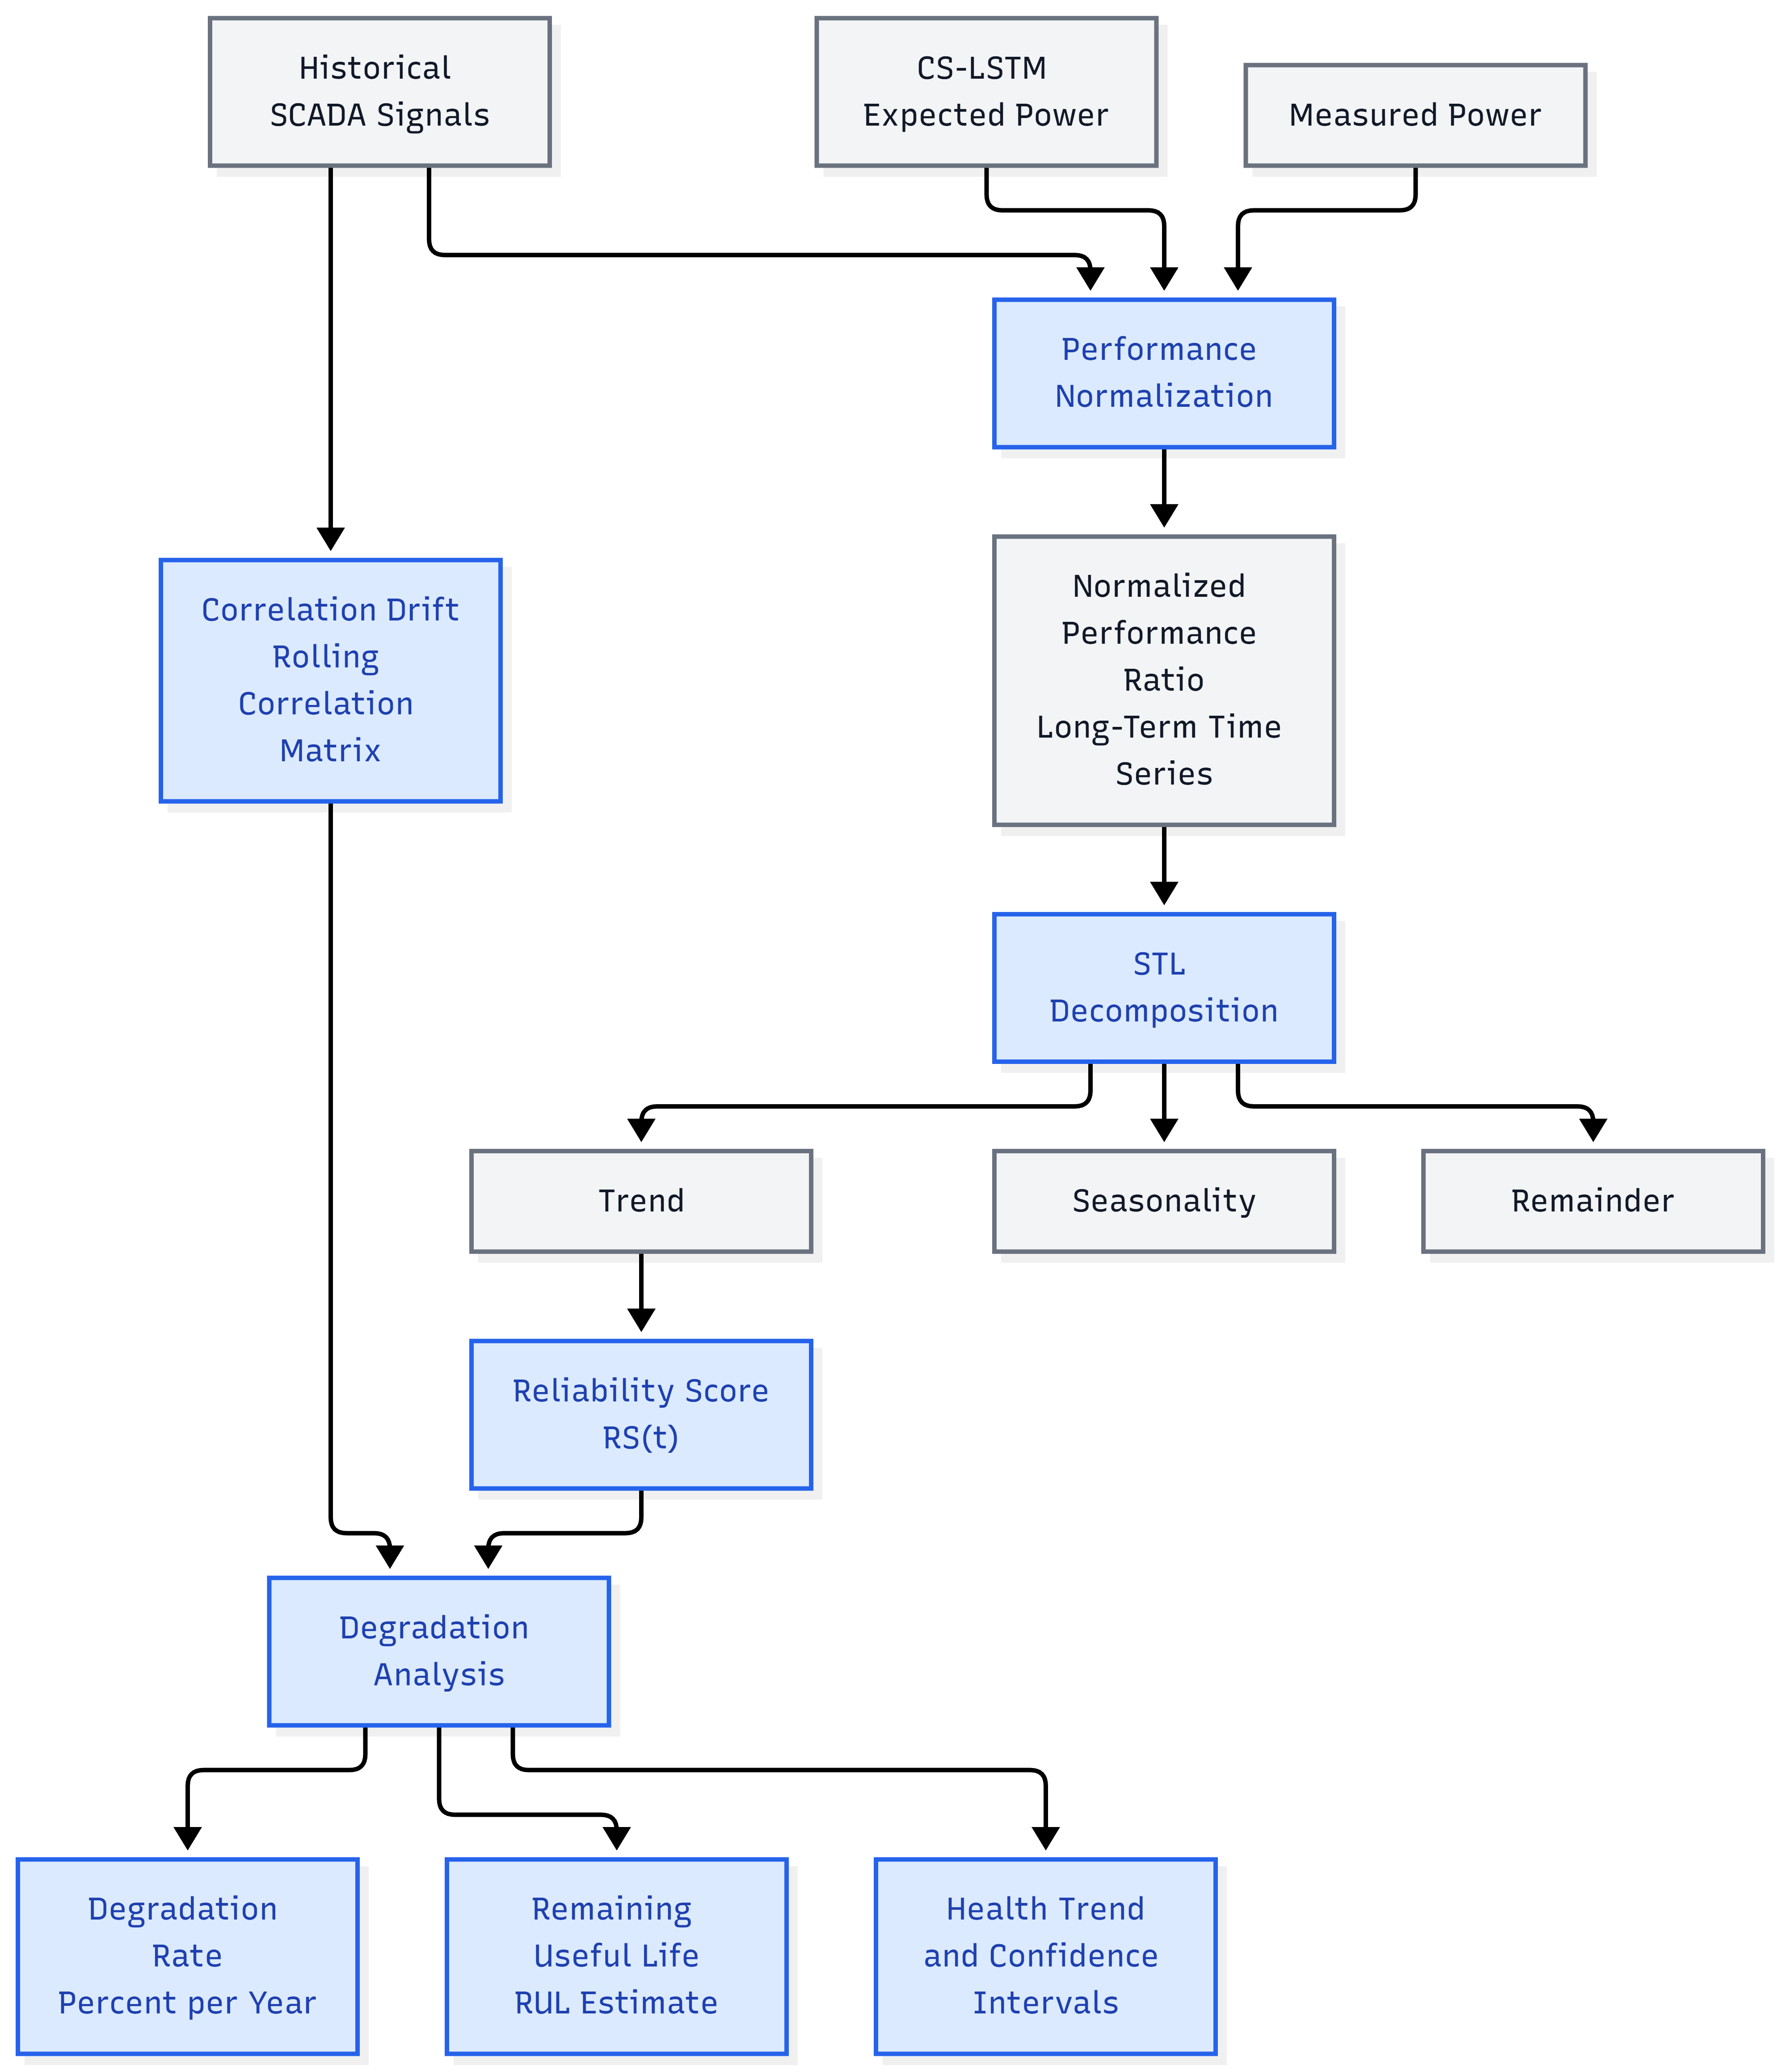 Historical
SCADA Signals
CS-LSTM
Expected Power
Measured Power
Performance
Normalization
Correlation Drift
Rolling
Correlation
Matrix
Normalized
Performance
Ratio
Long-Term Time
Series
STL
Decomposition
Trend
Seasonality
Remainder
Reliability Score
RS(t)
Degradation
Analysis
Degradation
Rate
Percent per Year
Remaining
Useful Life
RUL Estimate
Health Trend
and Confidence
Intervals